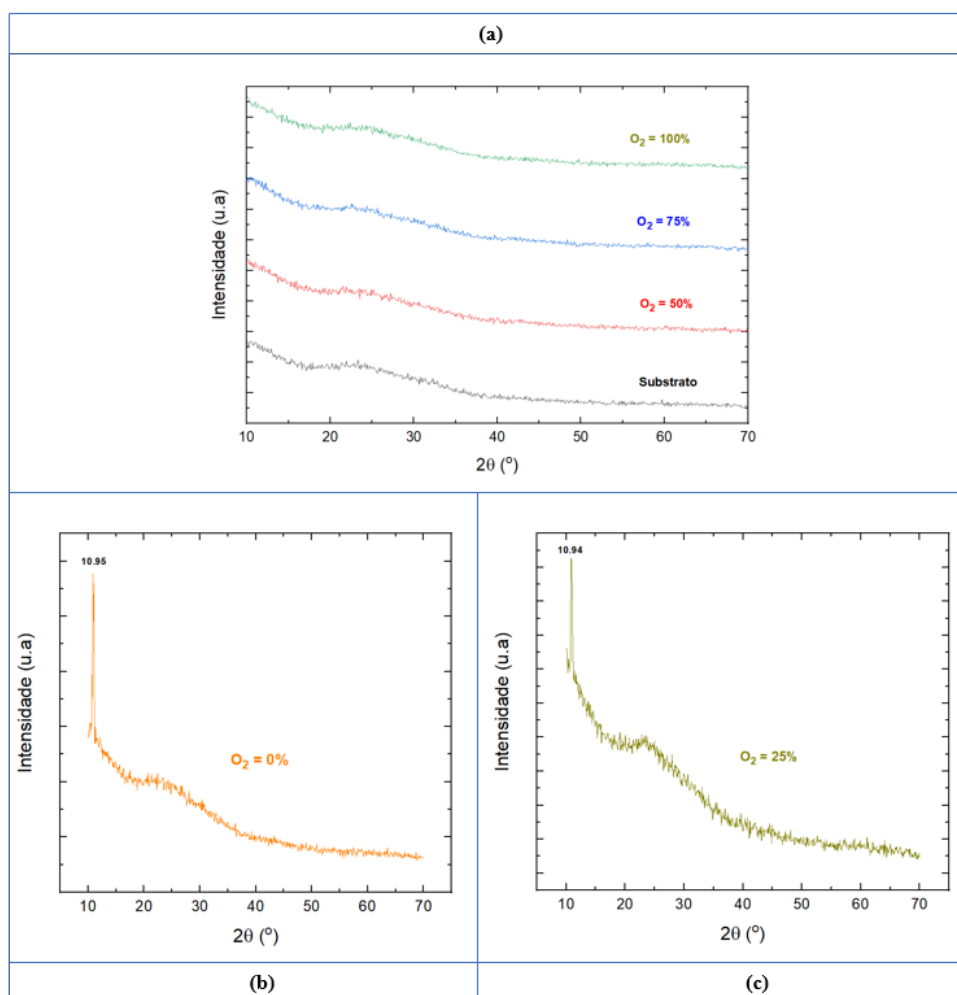 (a)
Intensidade (u.a)
O₂ = 100%
O₂ = 75%
O₂ = 50%
Substrato
10 20 30 40 50 60 70
2θ (°)
10.95
Intensidade (u.a)
O₂ = 0%
10 20 30 40 50 60 70
2θ (°)
10.94
Intensidade (u.a)
O₂ = 25%
10 20 30 40 50 60 70
2θ (°)
(b)
(c)